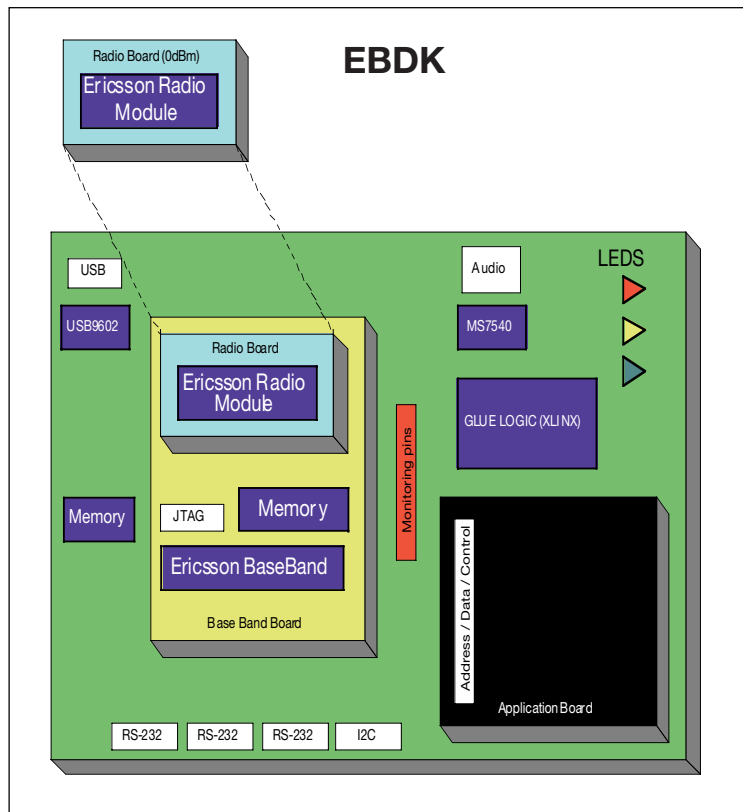 EBDK
Radio Board (0dBm)
Ericsson Radio
Module
USB
USB9602
Audio
MS7540
LEDS
Radio Board
Ericsson Radio
Module
GLUE LOGIC (XLINX)
Monitoring pins
Memory
JTAG
Memory
Ericsson BaseBand
Base Band Board
Address / Data / Control
Application Board
RS-232
RS-232
RS-232
I2C